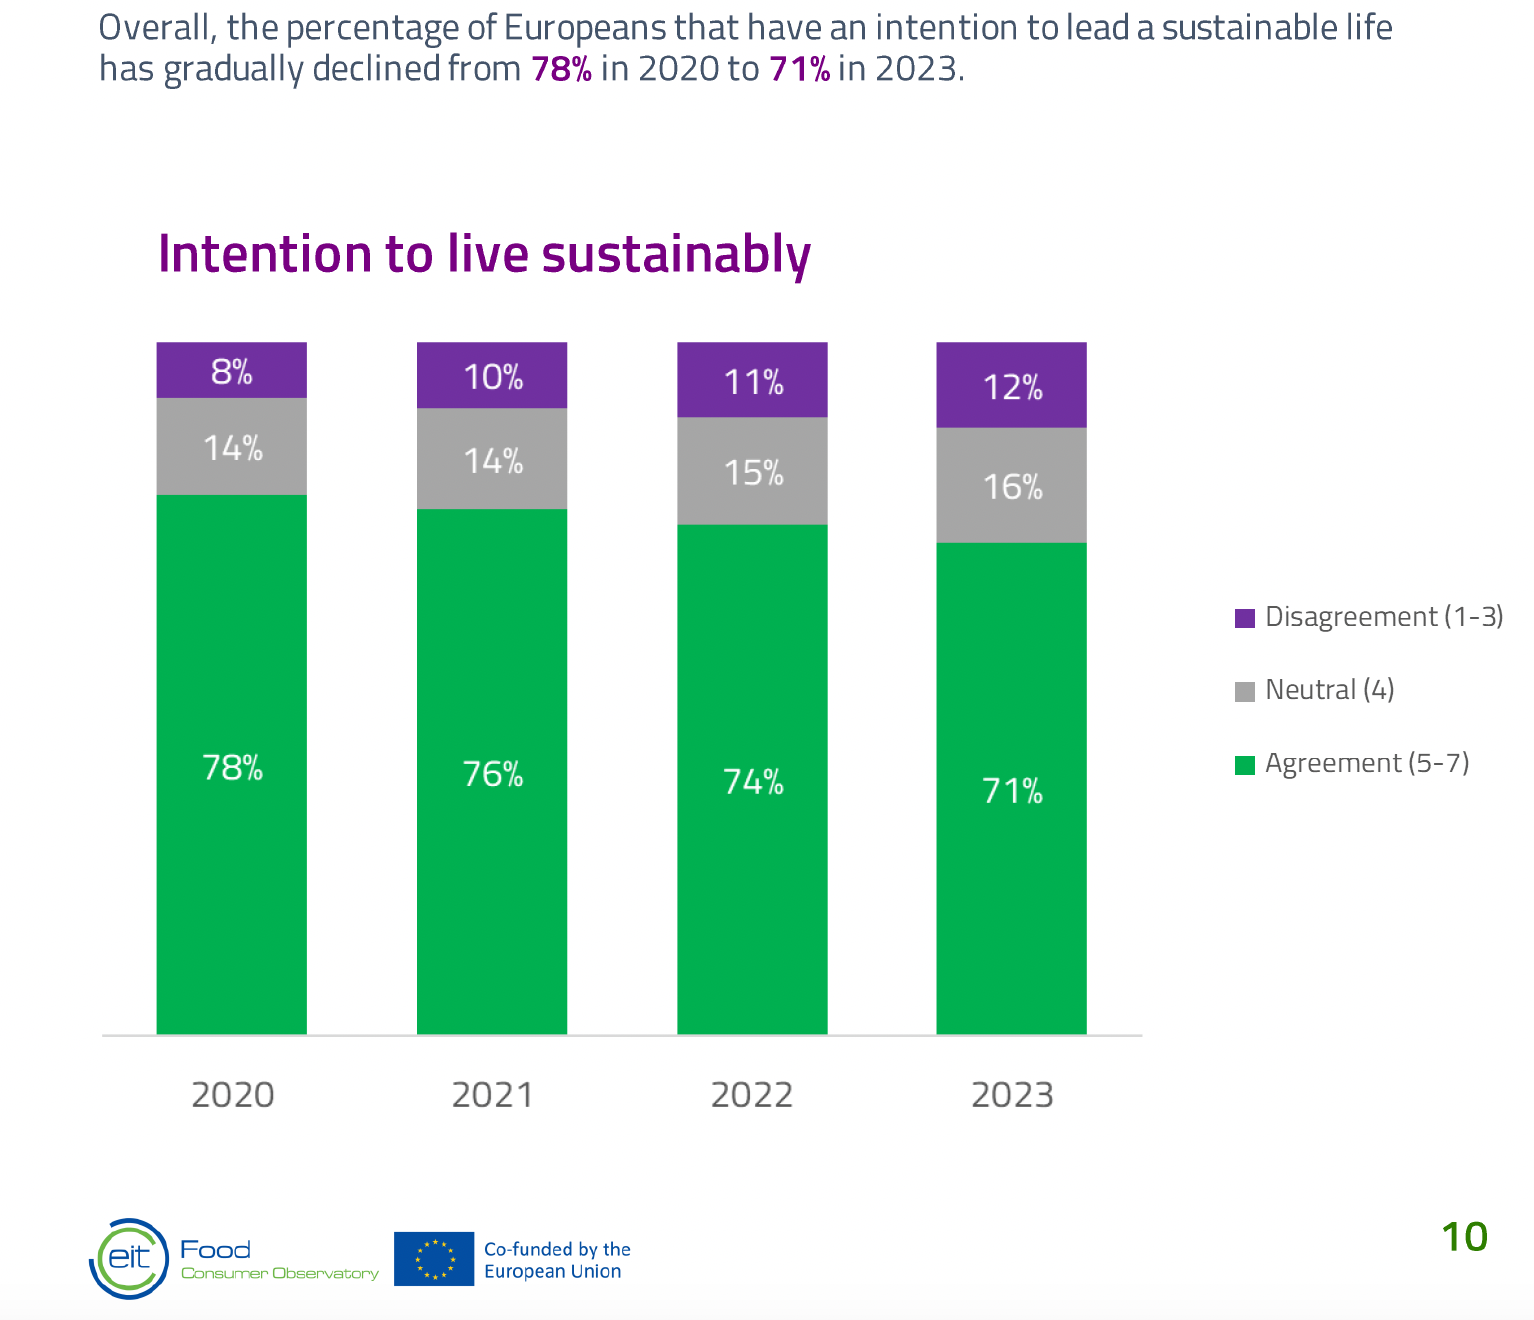 Overall, the percentage of Europeans that have an intention to lead a sustainable life
has gradually declined from 78% in 2020 to 71% in 2023.
Intention to live sustainably
8%
10%
11%
12%
14%
14%
15%
16%
78%
76%
74%
71%
Disagreement (1-3)
Neutral (4)
Agreement (5-7)
2020
2021
2022
2023
eit
Food
Consumer Observatory
Co-funded by the
European Union
10